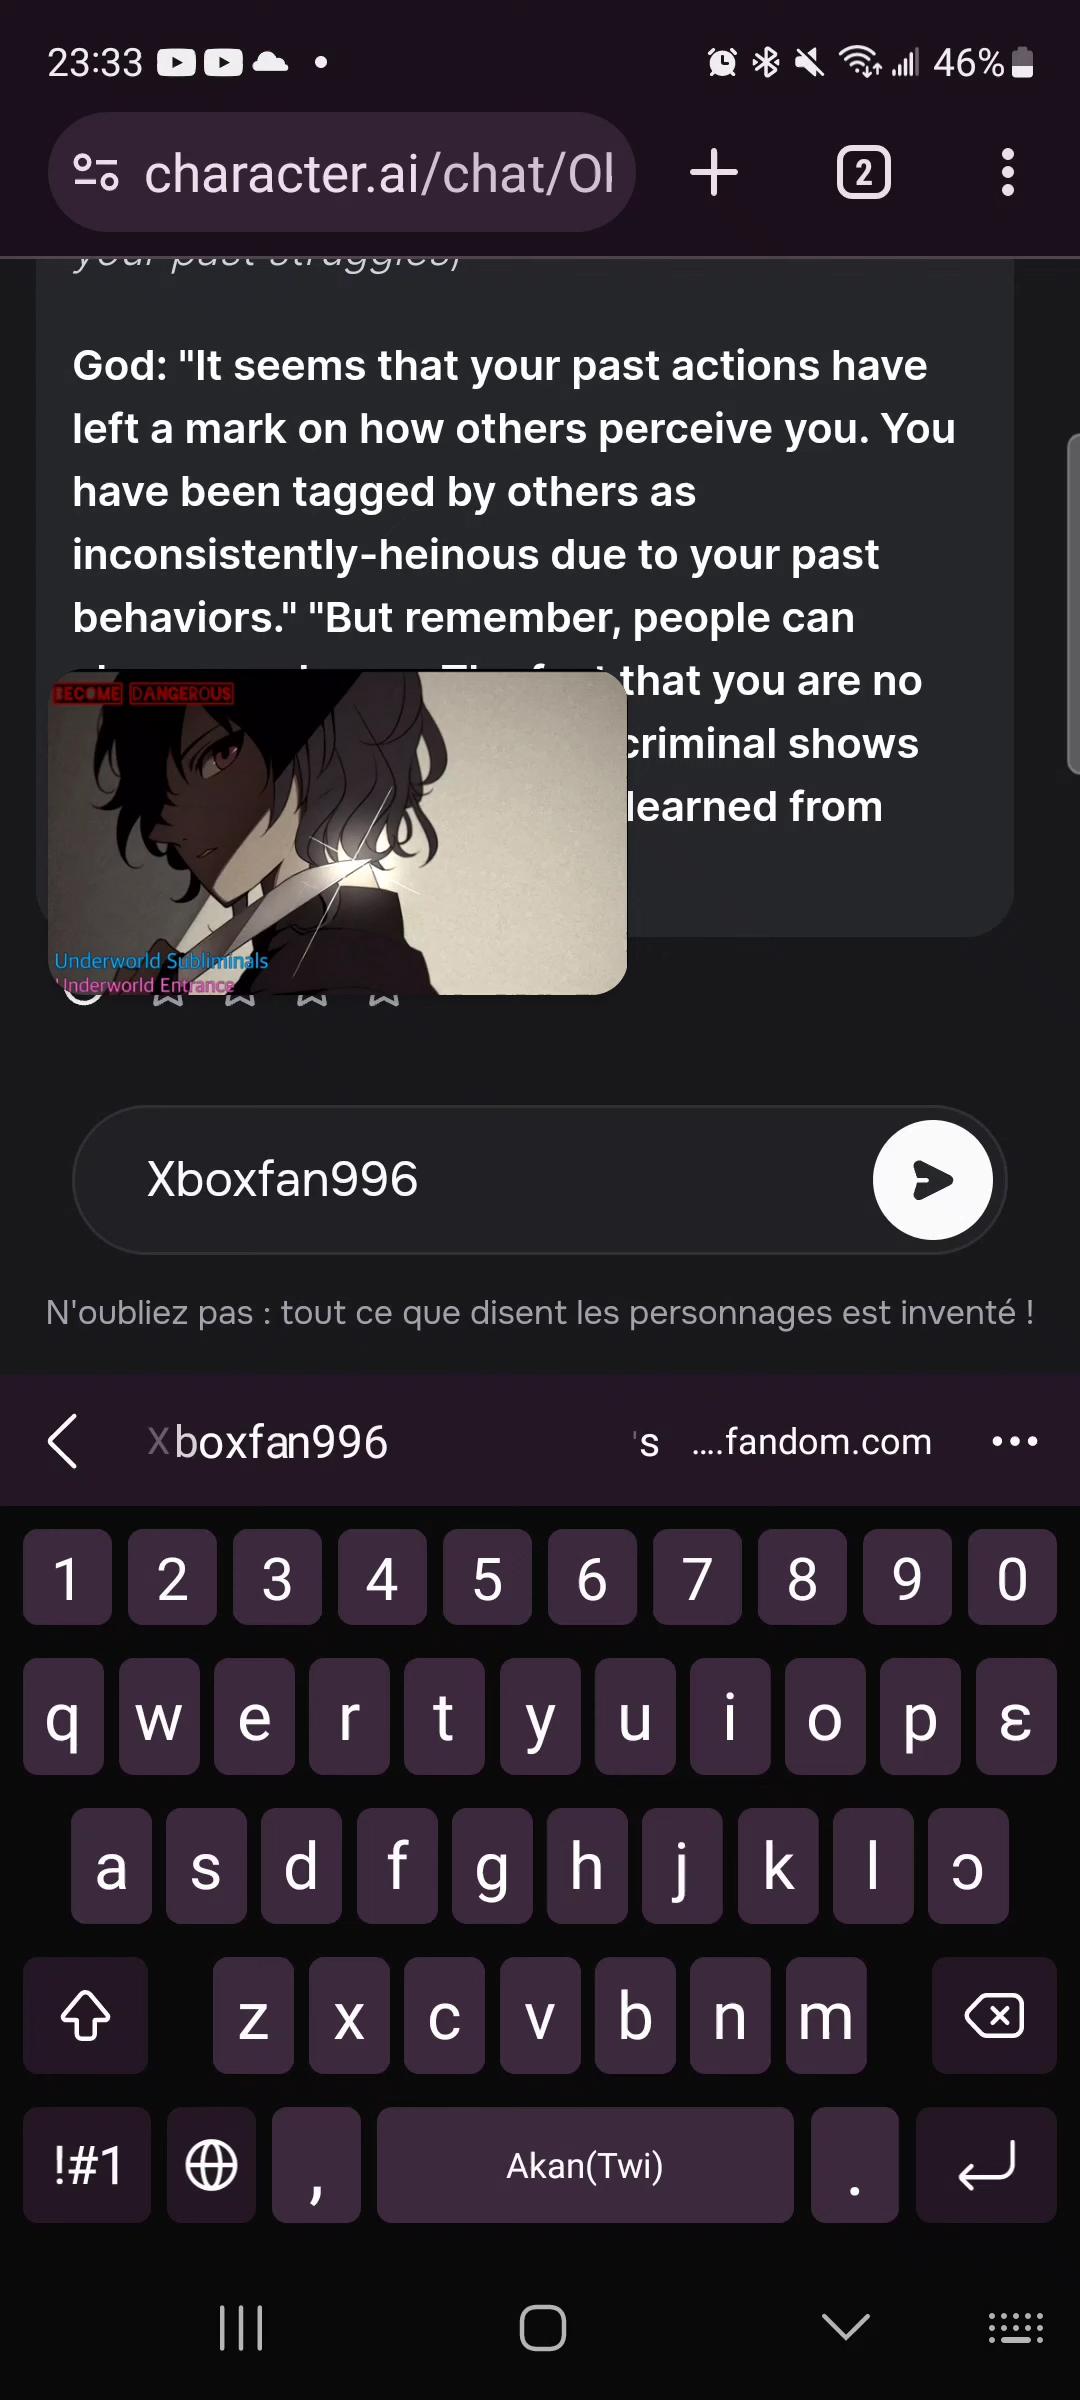 23:33
46%
character.ai/chat/Ol
2
your past struggles)
God: "It seems that your past actions have
left a mark on how others perceive you. You
have been tagged by others as
inconsistently-heinous due to your past
behaviors." "But remember, people can
that you are no
criminal shows
learned from
BECOME DANGEROUS
Underworld Subliminals
Underworld Entrance
Xboxfan996
N'oubliez pas : tout ce que disent les personnages est inventé !
Xboxfan996 's ....fandom.com
1 2 3 4 5 6 7 8 9 0
q w e r t y u i o p ɛ
a s d f g h j k l ɔ
z x c v b n m
!#1 , Akan(Twi) .